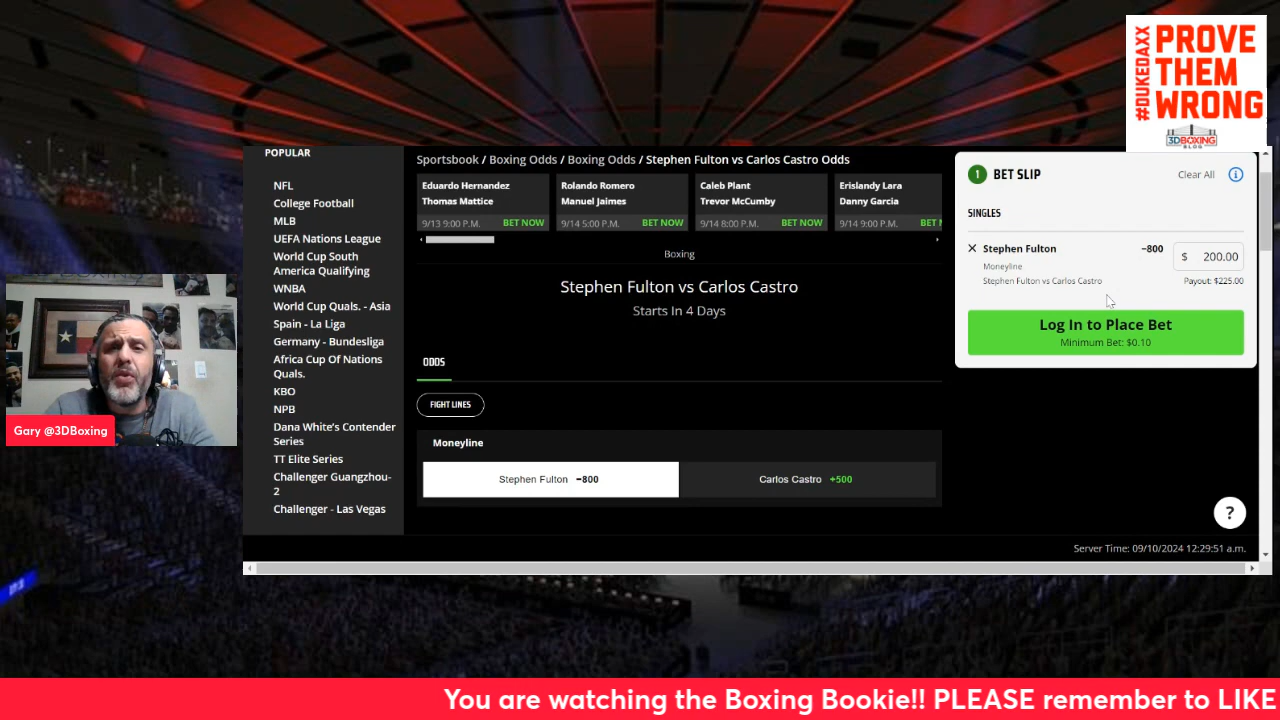 #DUKEDAXX
PROVE
THEM
WRONG
3DBOXING
BLOG
POPULAR
NFL
College Football
MLB
UEFA Nations League
World Cup South
America Qualifying
WNBA
World Cup Quals. - Asia
Spain - La Liga
Germany - Bundesliga
Africa Cup Of Nations
Quals.
KBO
NPB
Dana White's Contender
Series
TT Elite Series
Challenger Guangzhou-
2
Challenger - Las Vegas
Sportsbook / Boxing Odds / Boxing Odds / Stephen Fulton vs Carlos Castro Odds
Eduardo Hernandez
Thomas Mattice
9/13 9:00 P.M. BET NOW
Rolando Romero
Manuel Jaimes
9/14 5:00 P.M. BET NOW
Caleb Plant
Trevor McCumby
9/14 8:00 P.M. BET NOW
Erislandy Lara
Danny Garcia
9/14 9:00 P.M. BET N
Boxing
Stephen Fulton vs Carlos Castro
Starts In 4 Days
ODDS
FIGHT LINES
Moneyline
Stephen Fulton −800
Carlos Castro +500
1 BET SLIP Clear All i
SINGLES
× Stephen Fulton −800 $ 200.00
Moneyline
Stephen Fulton vs Carlos Castro Payout: $225.00
Log In to Place Bet
Minimum Bet: $0.10
?
Server Time: 09/10/2024 12:29:51 a.m.
Gary @3DBoxing
You are watching the Boxing Bookie!! PLEASE remember to LIKE